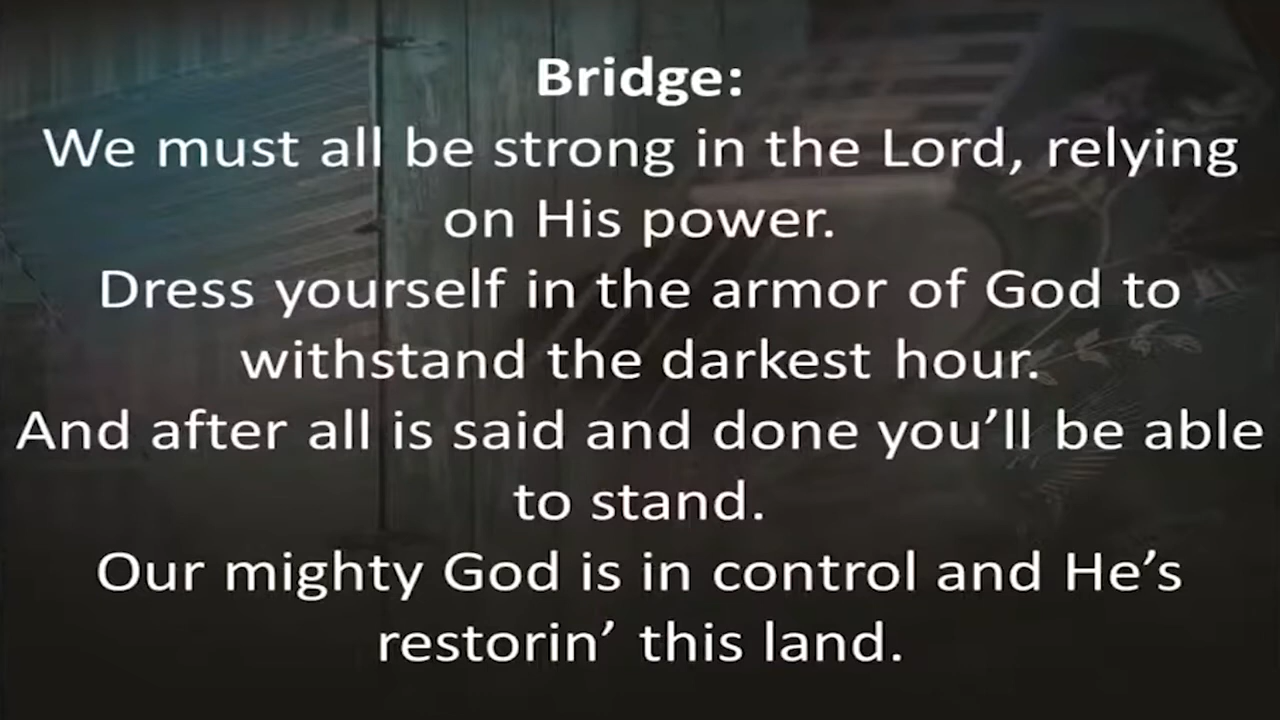 Bridge:
We must all be strong in the Lord, relying
on His power.
Dress yourself in the armor of God to
withstand the darkest hour.
And after all is said and done you’ll be able
to stand.
Our mighty God is in control and He’s
restorin’ this land.